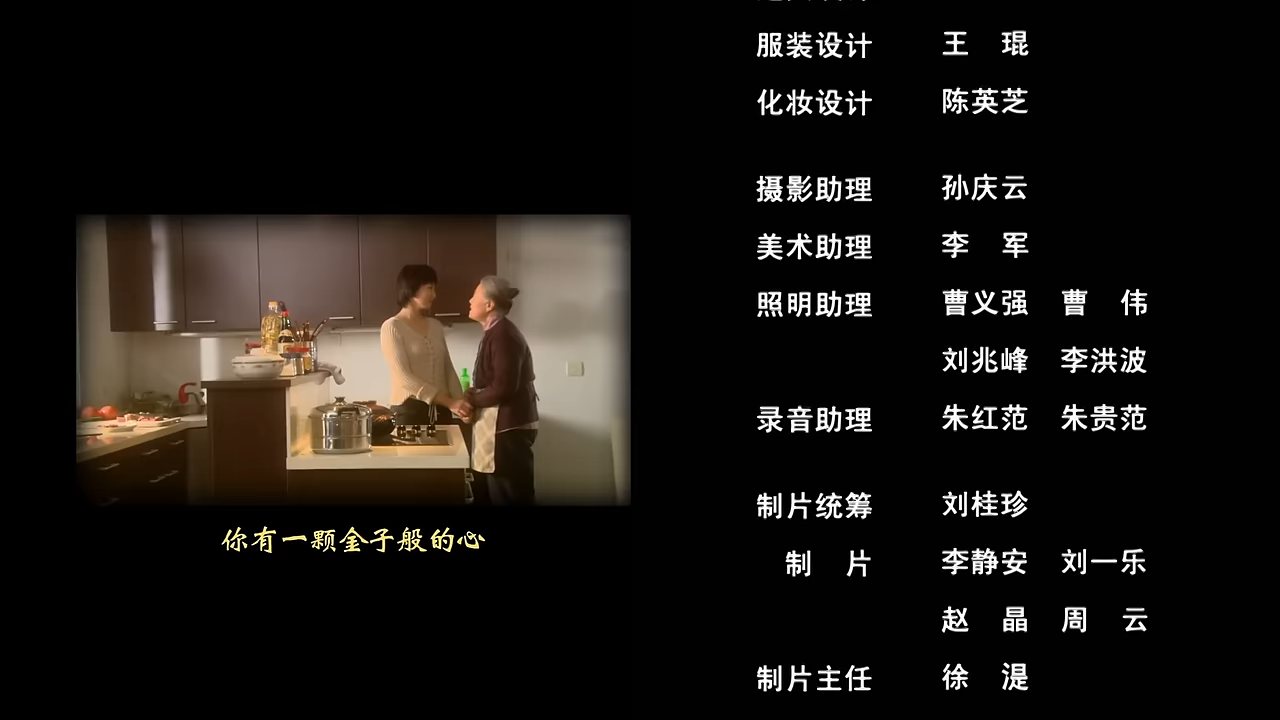 服装设计 王 琨
化妆设计 陈英芝
摄影助理 孙庆云
美术助理 李 军
照明助理 曹义强 曹 伟
刘兆峰 李洪波
录音助理 朱红范 朱贵范
制片统筹 刘桂珍
制 片 李静安 刘一乐
赵 晶 周 云
制片主任 徐 湜
你有一颗金子般的心